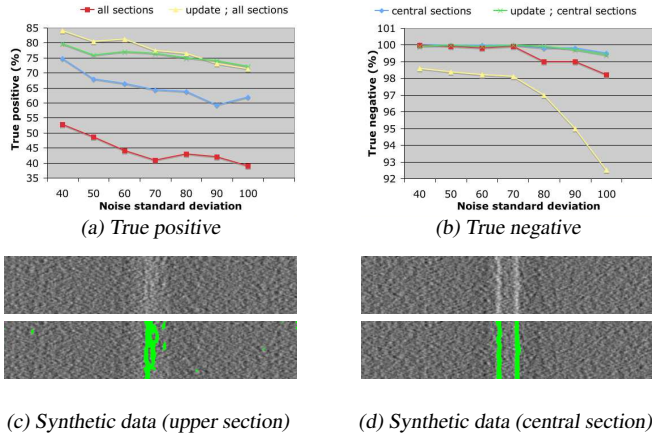 all sections update ; all sections
True positive (%)
85
80
75
70
65
60
55
50
45
40
35
40 50 60 70 80 90 100
Noise standard deviation
(a) True positive
central sections update ; central sections
True negative (%)
101
100
99
98
97
96
95
94
93
92
40 50 60 70 80 90 100
Noise standard deviation
(b) True negative
(c) Synthetic data (upper section)
(d) Synthetic data (central section)